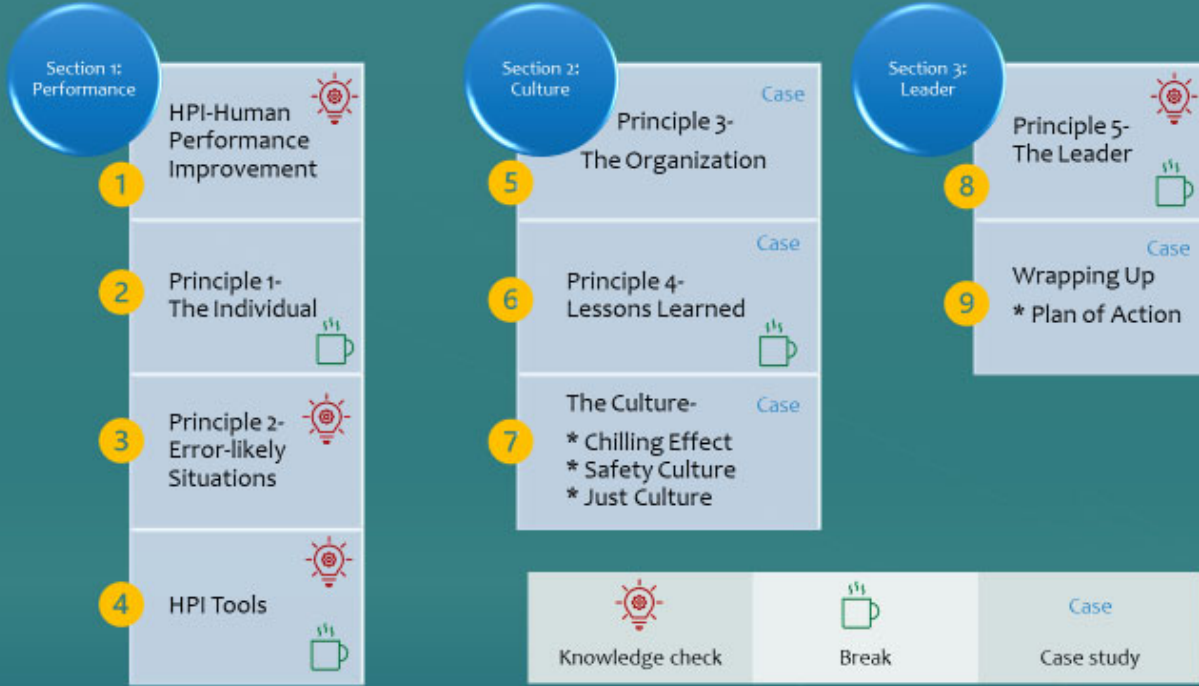 Section 1:
Performance
HPI-Human
Performance
Improvement
1
2
Principle 1-
The Individual
3
Principle 2-
Error-likely
Situations
4
HPI Tools
Section 2:
Culture
Case
Principle 3-
The Organization
5
Case
Principle 4-
Lessons Learned
6
The Culture-
Case
* Chilling Effect
* Safety Culture
* Just Culture
7
Section 3:
Leader
Principle 5-
The Leader
8
Case
Wrapping Up
* Plan of Action
9
Knowledge check
Break
Case
Case study